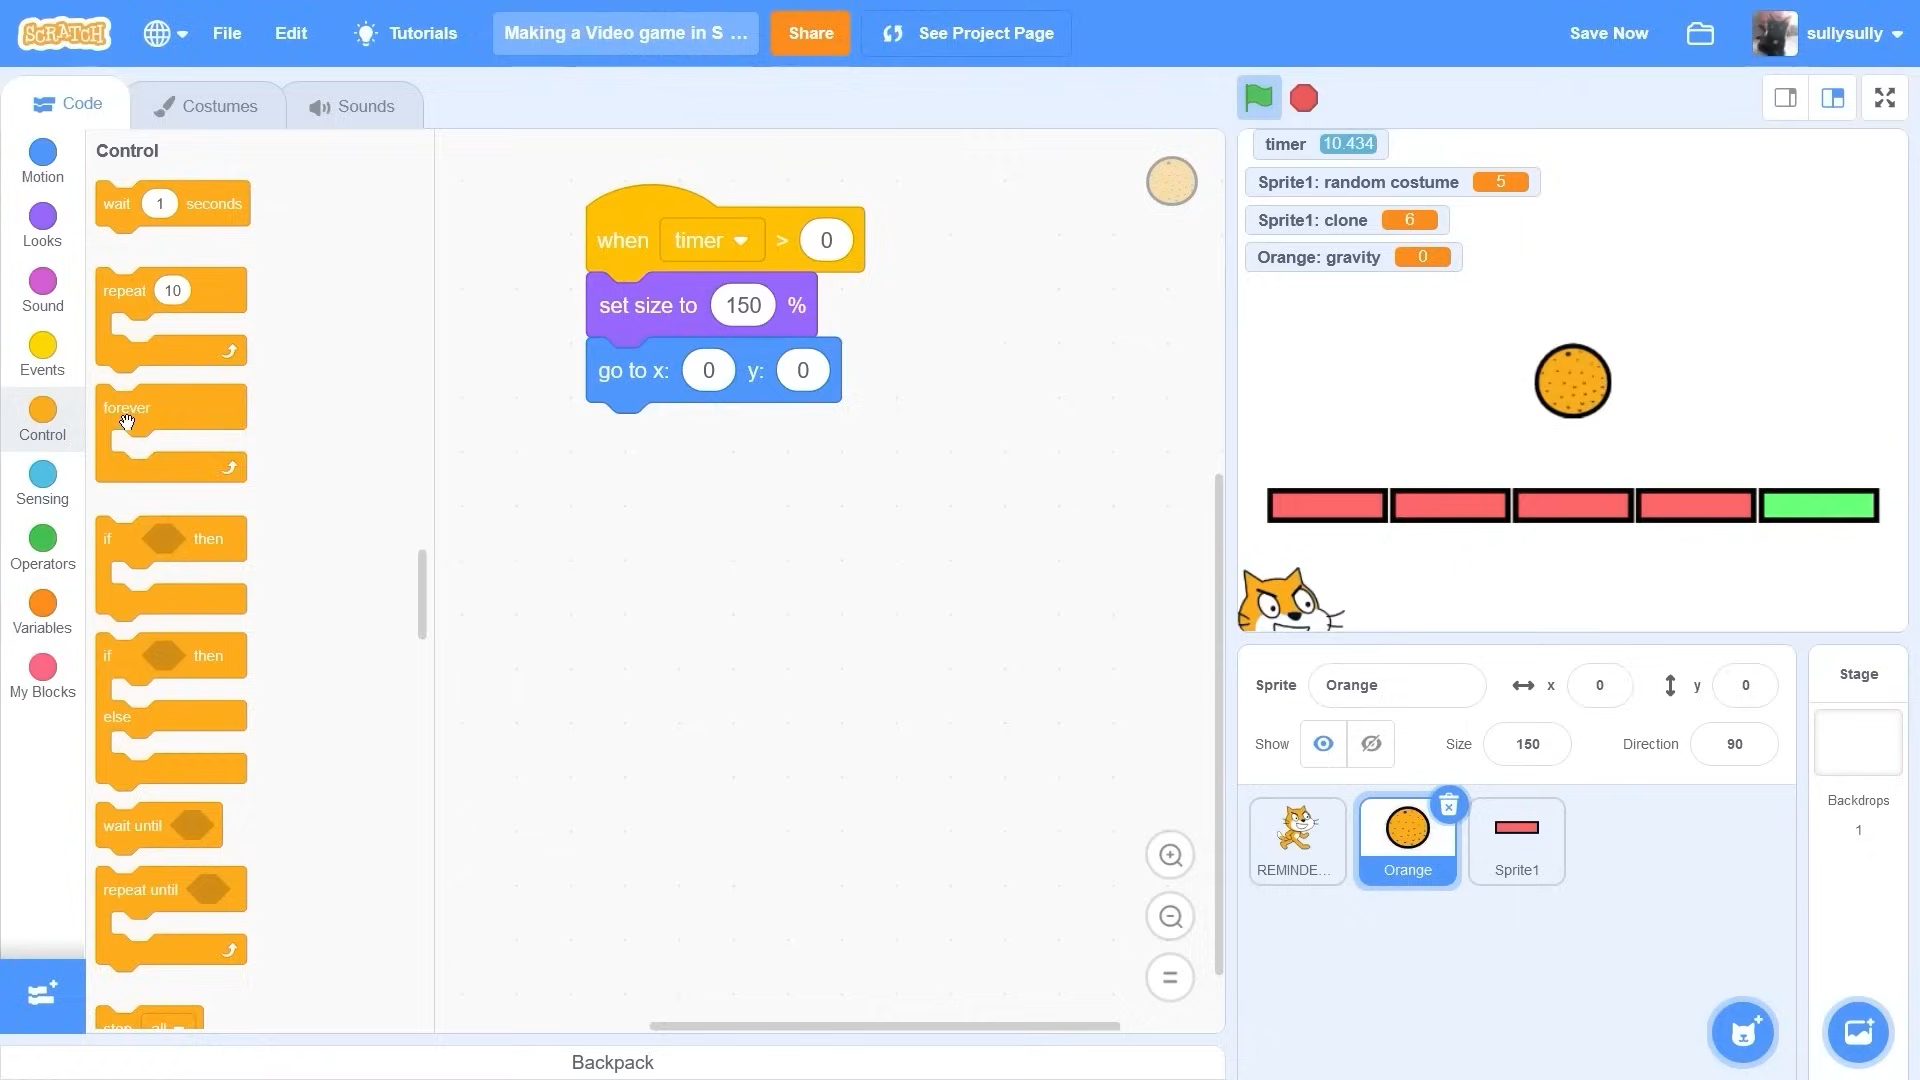 SCRATCH File Edit Tutorials Making a Video game in S ... Share See Project Page Save Now sullysully
Code Costumes Sounds
Motion
Looks
Sound
Events
Control
Sensing
Operators
Variables
My Blocks
Control
wait 1 seconds
repeat 10
forever
if then
if then
else
wait until
repeat until
stop all
when timer > 0
set size to 150 %
go to x: 0 y: 0
timer 10.434
Sprite1: random costume 5
Sprite1: clone 6
Orange: gravity 0
Sprite Orange x 0 y 0
Show Size 150 Direction 90
REMINDE...
Orange
Sprite1
Stage
Backdrops
1
Backpack